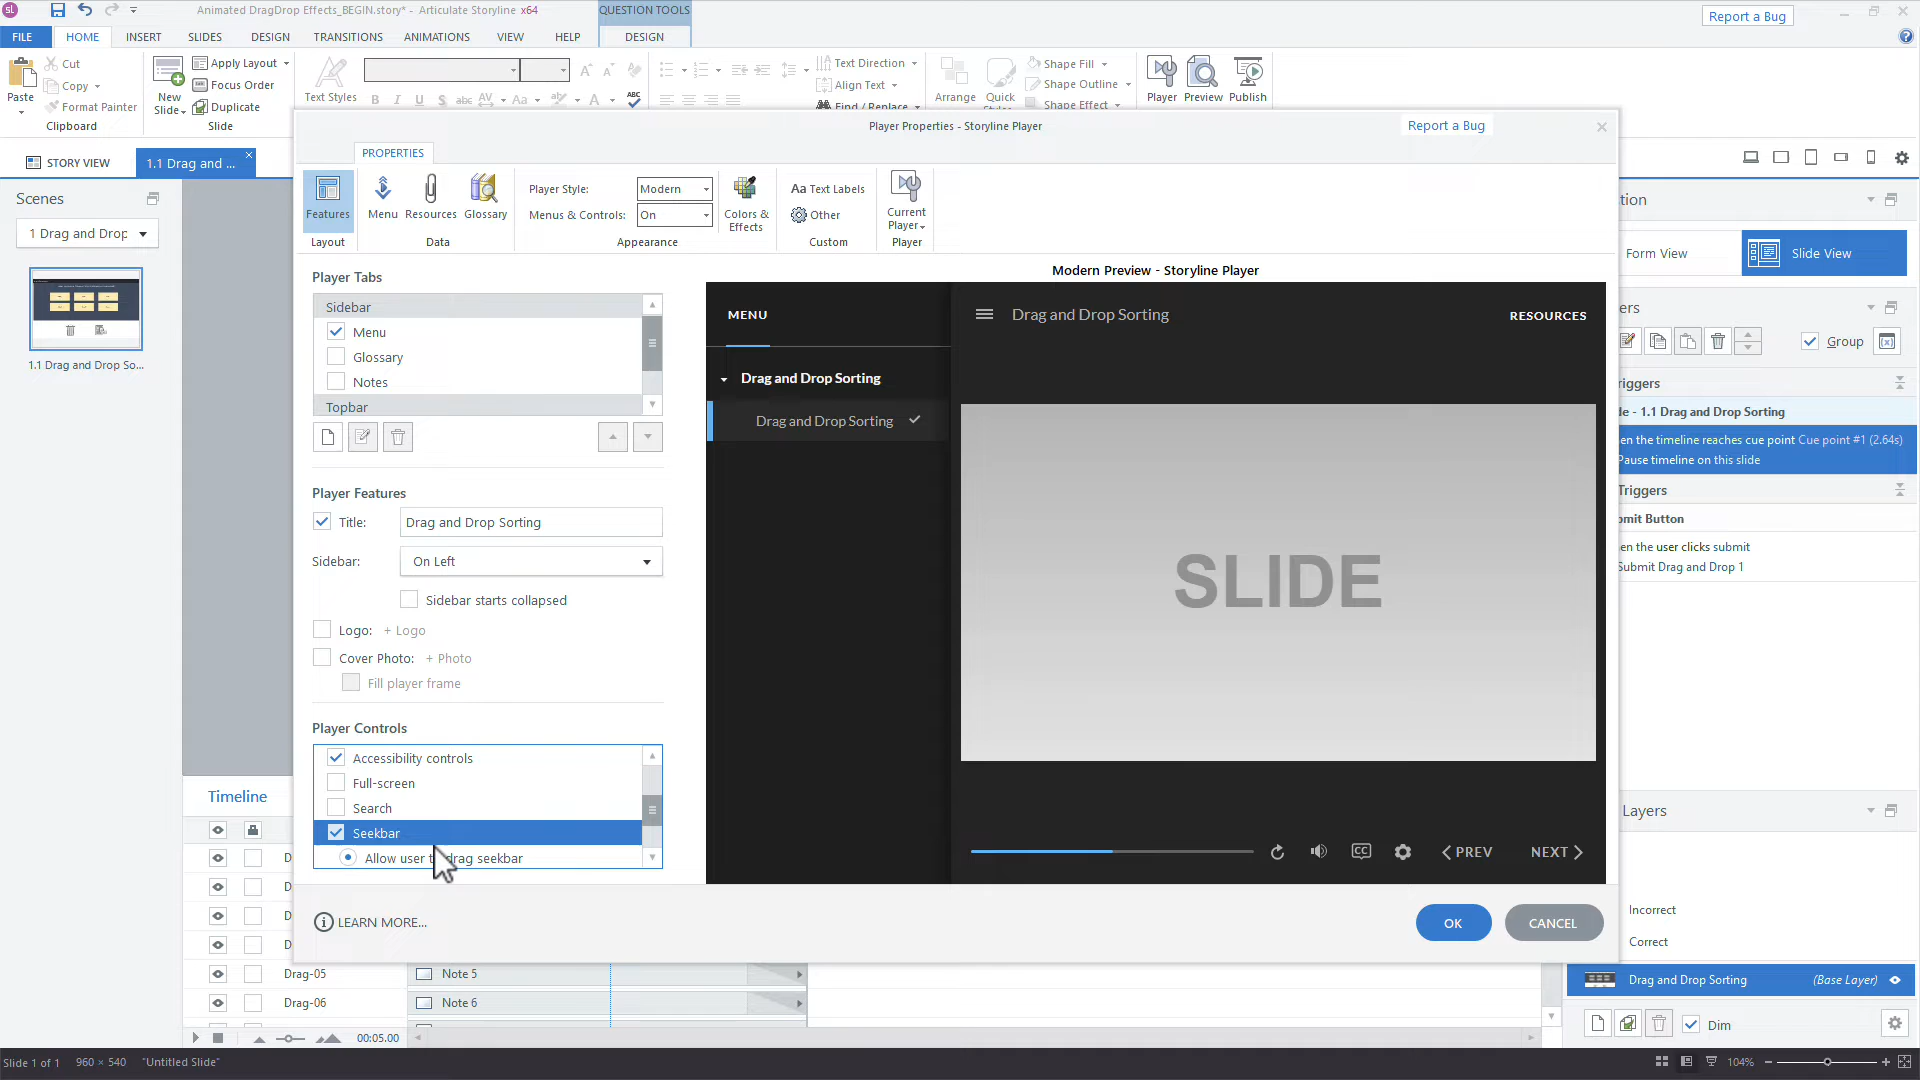 sl
Animated DragDrop Effects_BEGIN.story* - Articulate Storyline x64
QUESTION TOOLS
Report a Bug
FILE
HOME
INSERT
SLIDES
DESIGN
TRANSITIONS
ANIMATIONS
VIEW
HELP
DESIGN
Paste
Cut
Copy
Format Painter
Clipboard
New
Slide
Apply Layout
Focus Order
Duplicate
Slide
Text Styles
B I U S abc AV Aa A
ABC
Text Direction
Align Text
Find / Replace
Arrange
Quick
Shape Fill
Shape Outline
Shape Effect
Player
Preview
Publish
STORY VIEW
1.1 Drag and ...
Player Properties - Storyline Player
Report a Bug
PROPERTIES
Features
Layout
Menu
Resources
Glossary
Data
Player Style:
Modern
Menus & Controls:
On
Colors &
Effects
Appearance
Aa Text Labels
Other
Custom
Current
Player
Player
Scenes
1 Drag and Drop
1.1 Drag and Drop So...
Player Tabs
Sidebar
Menu
Glossary
Notes
Topbar
Player Features
Title:
Drag and Drop Sorting
Sidebar:
On Left
Sidebar starts collapsed
Logo:
+ Logo
Cover Photo:
+ Photo
Fill player frame
Player Controls
Accessibility controls
Full-screen
Search
Seekbar
Allow user t drag seekbar
LEARN MORE...
Modern Preview - Storyline Player
MENU
Drag and Drop Sorting
Drag and Drop Sorting
Drag and Drop Sorting
RESOURCES
SLIDE
CC
PREV
NEXT
OK
CANCEL
tion
Form View
Slide View
ers
Group
(x)
riggers
de - 1.1 Drag and Drop Sorting
en the timeline reaches cue point Cue point #1 (2.64s)
Pause timeline on this slide
Triggers
omit Button
en the user clicks submit
Submit Drag and Drop 1
Layers
Incorrect
Correct
Drag and Drop Sorting
(Base Layer)
Dim
Timeline
D
D
D
D
Drag-05
Note 5
Drag-06
Note 6
00:05.00
Slide 1 of 1
960 × 540
"Untitled Slide"
104%